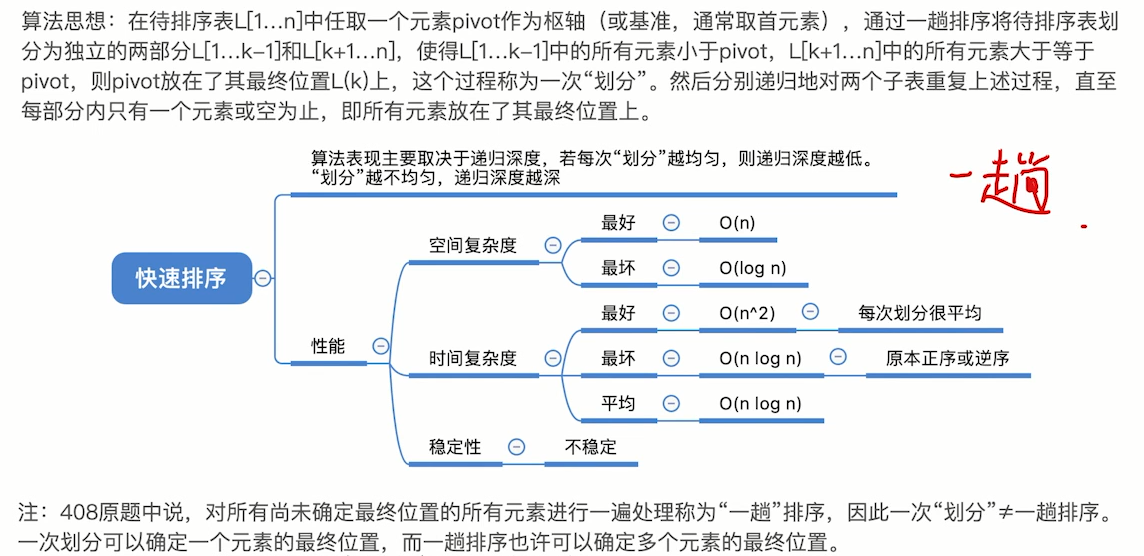 算法思想：在待排序表L[1…n]中任取一个元素pivot作为枢轴（或基准，通常取首元素），通过一趟排序将待排序表划
分为独立的两部分L[1…k–1]和L[k+1…n]，使得L[1…k–1]中的所有元素小于pivot，L[k+1…n]中的所有元素大于等于
pivot，则pivot放在了其最终位置L(k)上，这个过程称为一次“划分”。然后分别递归地对两个子表重复上述过程，直至
每部分内只有一个元素或空为止，即所有元素放在了其最终位置上。
算法表现主要取决于递归深度，若每次“划分”越均匀，则递归深度越低。
“划分”越不均匀，递归深度越深
一趟
快速排序
性能
空间复杂度
最好
O(n)
最坏
O(log n)
时间复杂度
最好
O(n^2)
每次划分很平均
最坏
O(n log n)
原本正序或逆序
平均
O(n log n)
稳定性
不稳定
注：408原题中说，对所有尚未确定最终位置的所有元素进行一遍处理称为“一趟”排序，因此一次“划分”≠一趟排序。
一次划分可以确定一个元素的最终位置，而一趟排序也许可以确定多个元素的最终位置。